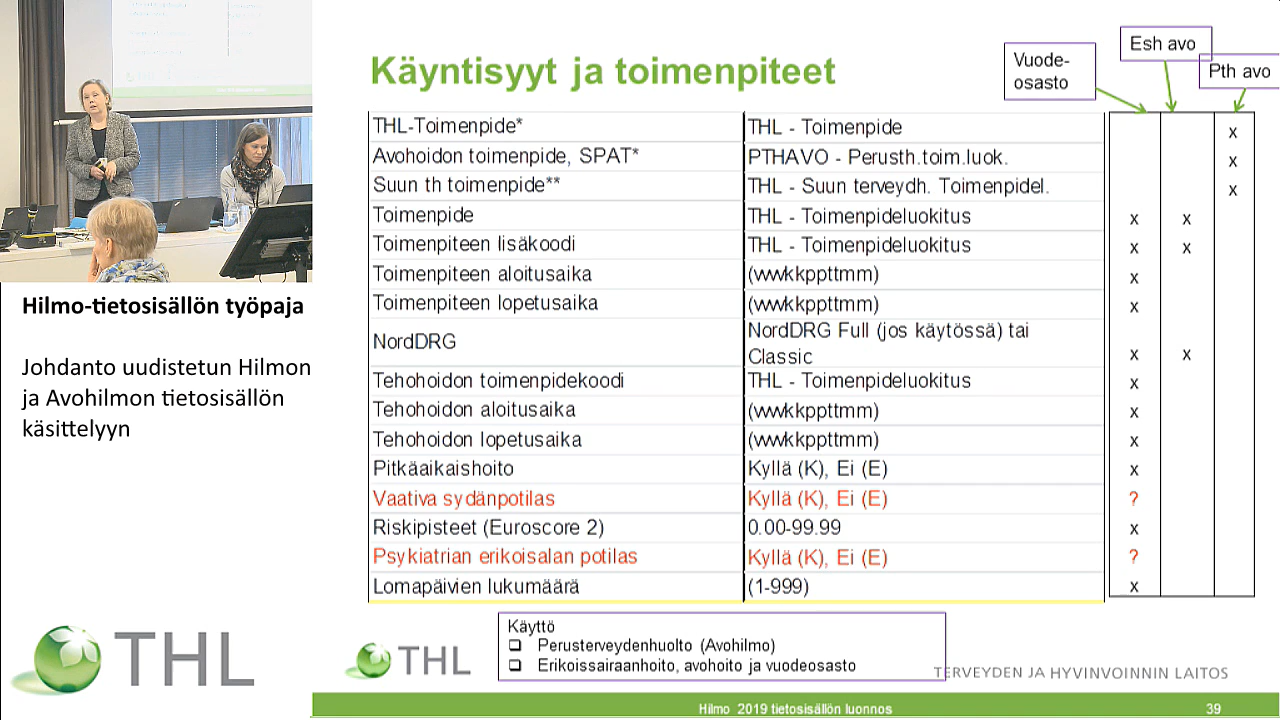 Käyntisyyt ja toimenpiteet
Vuode-
osasto
Esh avo
Pth avo
THL-Toimenpide* THL - Toimenpide x
Avohoidon toimenpide, SPAT* PTHAVO - Perusth.toim.luok. x
Suun th toimenpide** THL - Suun terveydh. Toimenpidel. x
Toimenpide THL - Toimenpideluokitus x x
Toimenpiteen lisäkoodi THL - Toimenpideluokitus x x
Toimenpiteen aloitusaika (vvvvkkppttmm) x
Toimenpiteen lopetusaika (vvvvkkppttmm) x
NordDRG NordDRG Full (jos käytössä) tai
Classic x x
Tehohoidon toimenpidekoodi THL - Toimenpideluokitus x
Tehohoidon aloitusaika (vvvvkkppttmm) x
Tehohoidon lopetusaika (vvvvkkppttmm) x
Pitkäaikaishoito Kyllä (K), Ei (E) x
Vaativa sydänpotilas Kyllä (K), Ei (E) ?
Riskipisteet (Euroscore 2) 0.00-99.99 x
Psykiatrian erikoisalan potilas Kyllä (K), Ei (E) ?
Lomapäivien lukumäärä (1-999) x
Hilmo-tietosisällön työpaja
Johdanto uudistetun Hilmon
ja Avohilmon tietosisällön
käsittelyyn
THL
THL
Käyttö
❑ Perusterveydenhuolto (Avohilmo)
❑ Erikoissairaanhoito, avohoito ja vuodeosasto
TERVEYDEN JA HYVINVOINNIN LAITOS
Hilmo 2019 tietosisällön luonnos 39